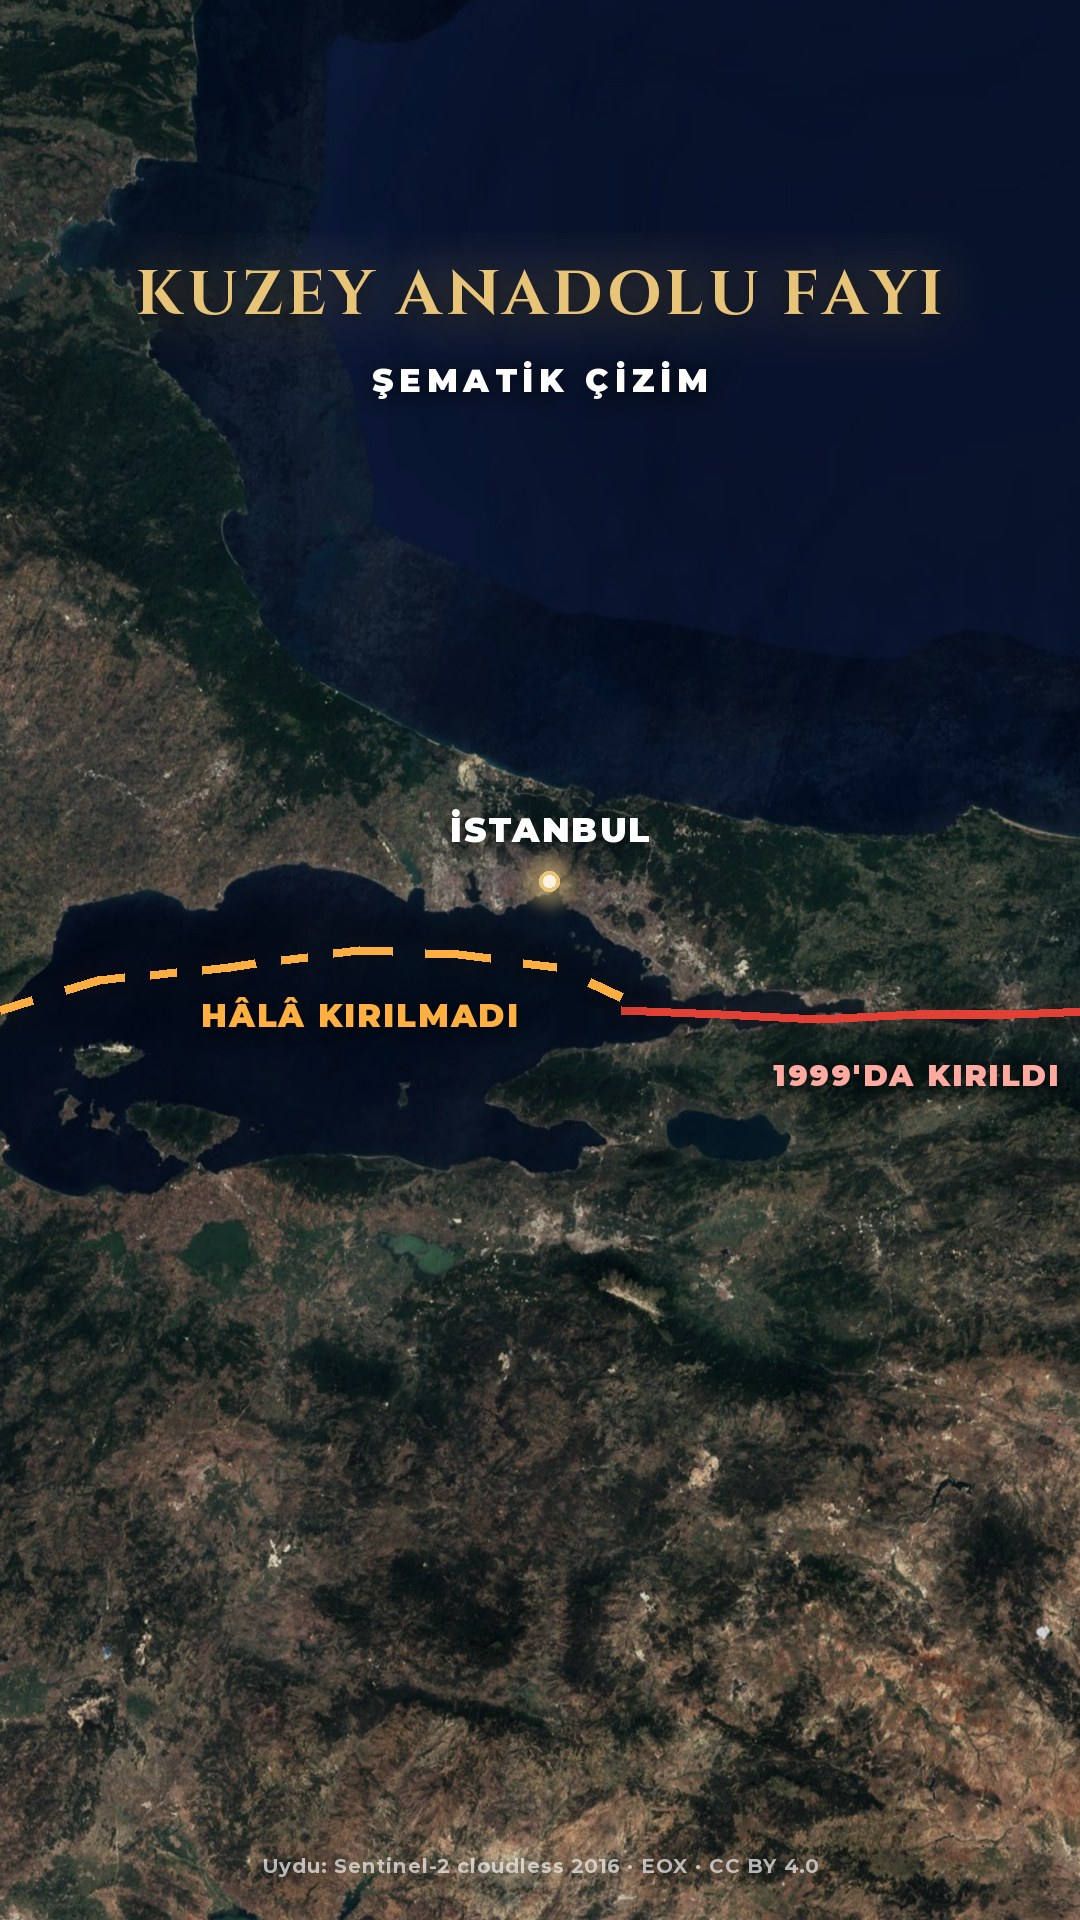 KUZEY ANADOLU FAYI
ŞEMATİK ÇİZİM
İSTANBUL
HÂLÂ KIRILMADI
1999'DA KIRILDI
Uydu: Sentinel-2 cloudless 2016 · EOX · CC BY 4.0